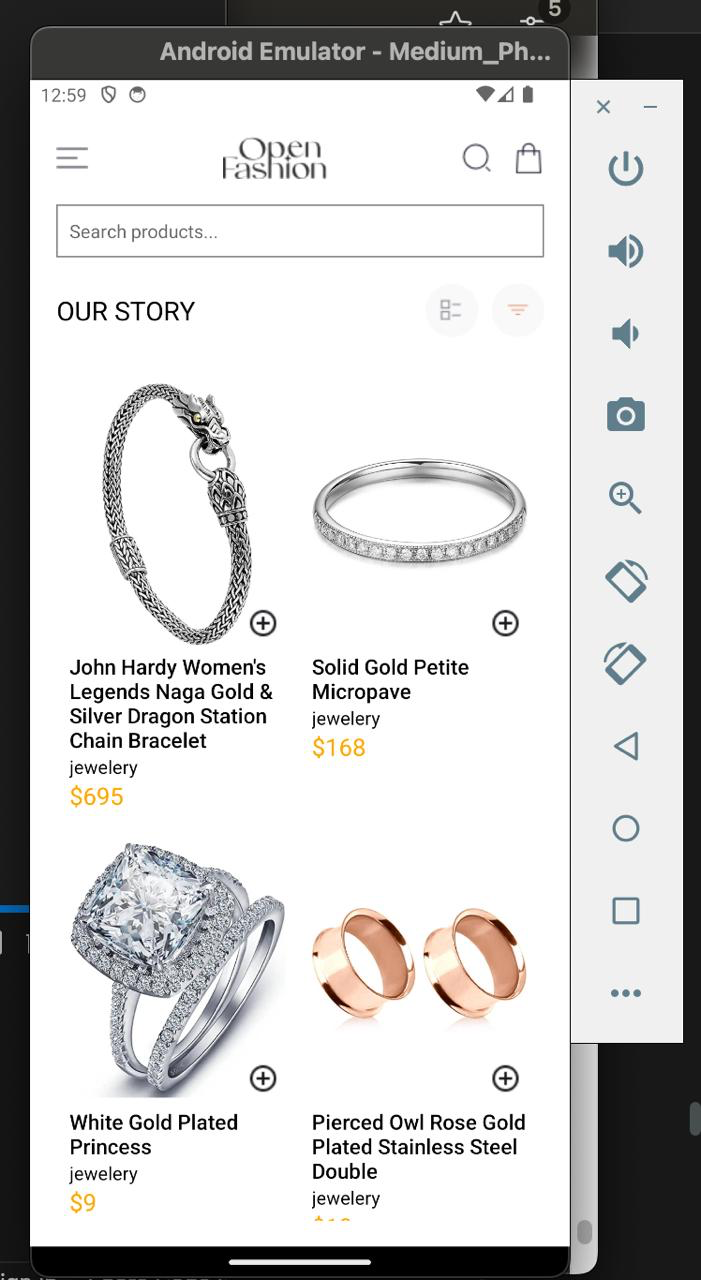 5
Android Emulator - Medium_Ph...
12:59
Open
Fashion
Search products...
OUR STORY
John Hardy Women's
Legends Naga Gold &
Silver Dragon Station
Chain Bracelet
jewelery
$695
Solid Gold Petite
Micropave
jewelery
$168
White Gold Plated
Princess
jewelery
$9
Pierced Owl Rose Gold
Plated Stainless Steel
Double
jewelery